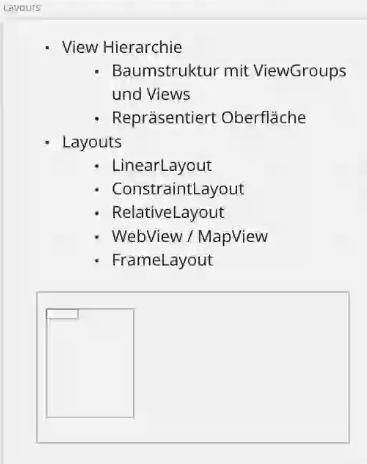 Layouts
• View Hierarchie
• Baumstruktur mit ViewGroups
und Views
• Repräsentiert Oberfläche
• Layouts
• LinearLayout
• ConstraintLayout
• RelativeLayout
• WebView / MapView
• FrameLayout